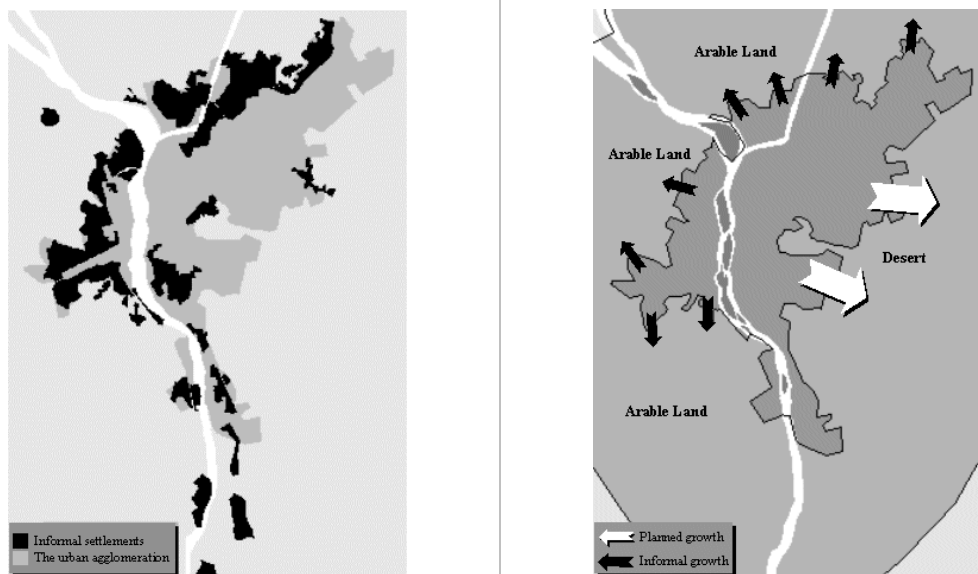 Informal settlements
The urban agglomeration
Arable Land
Arable Land
Desert
Arable Land
Planned growth
Informal growth